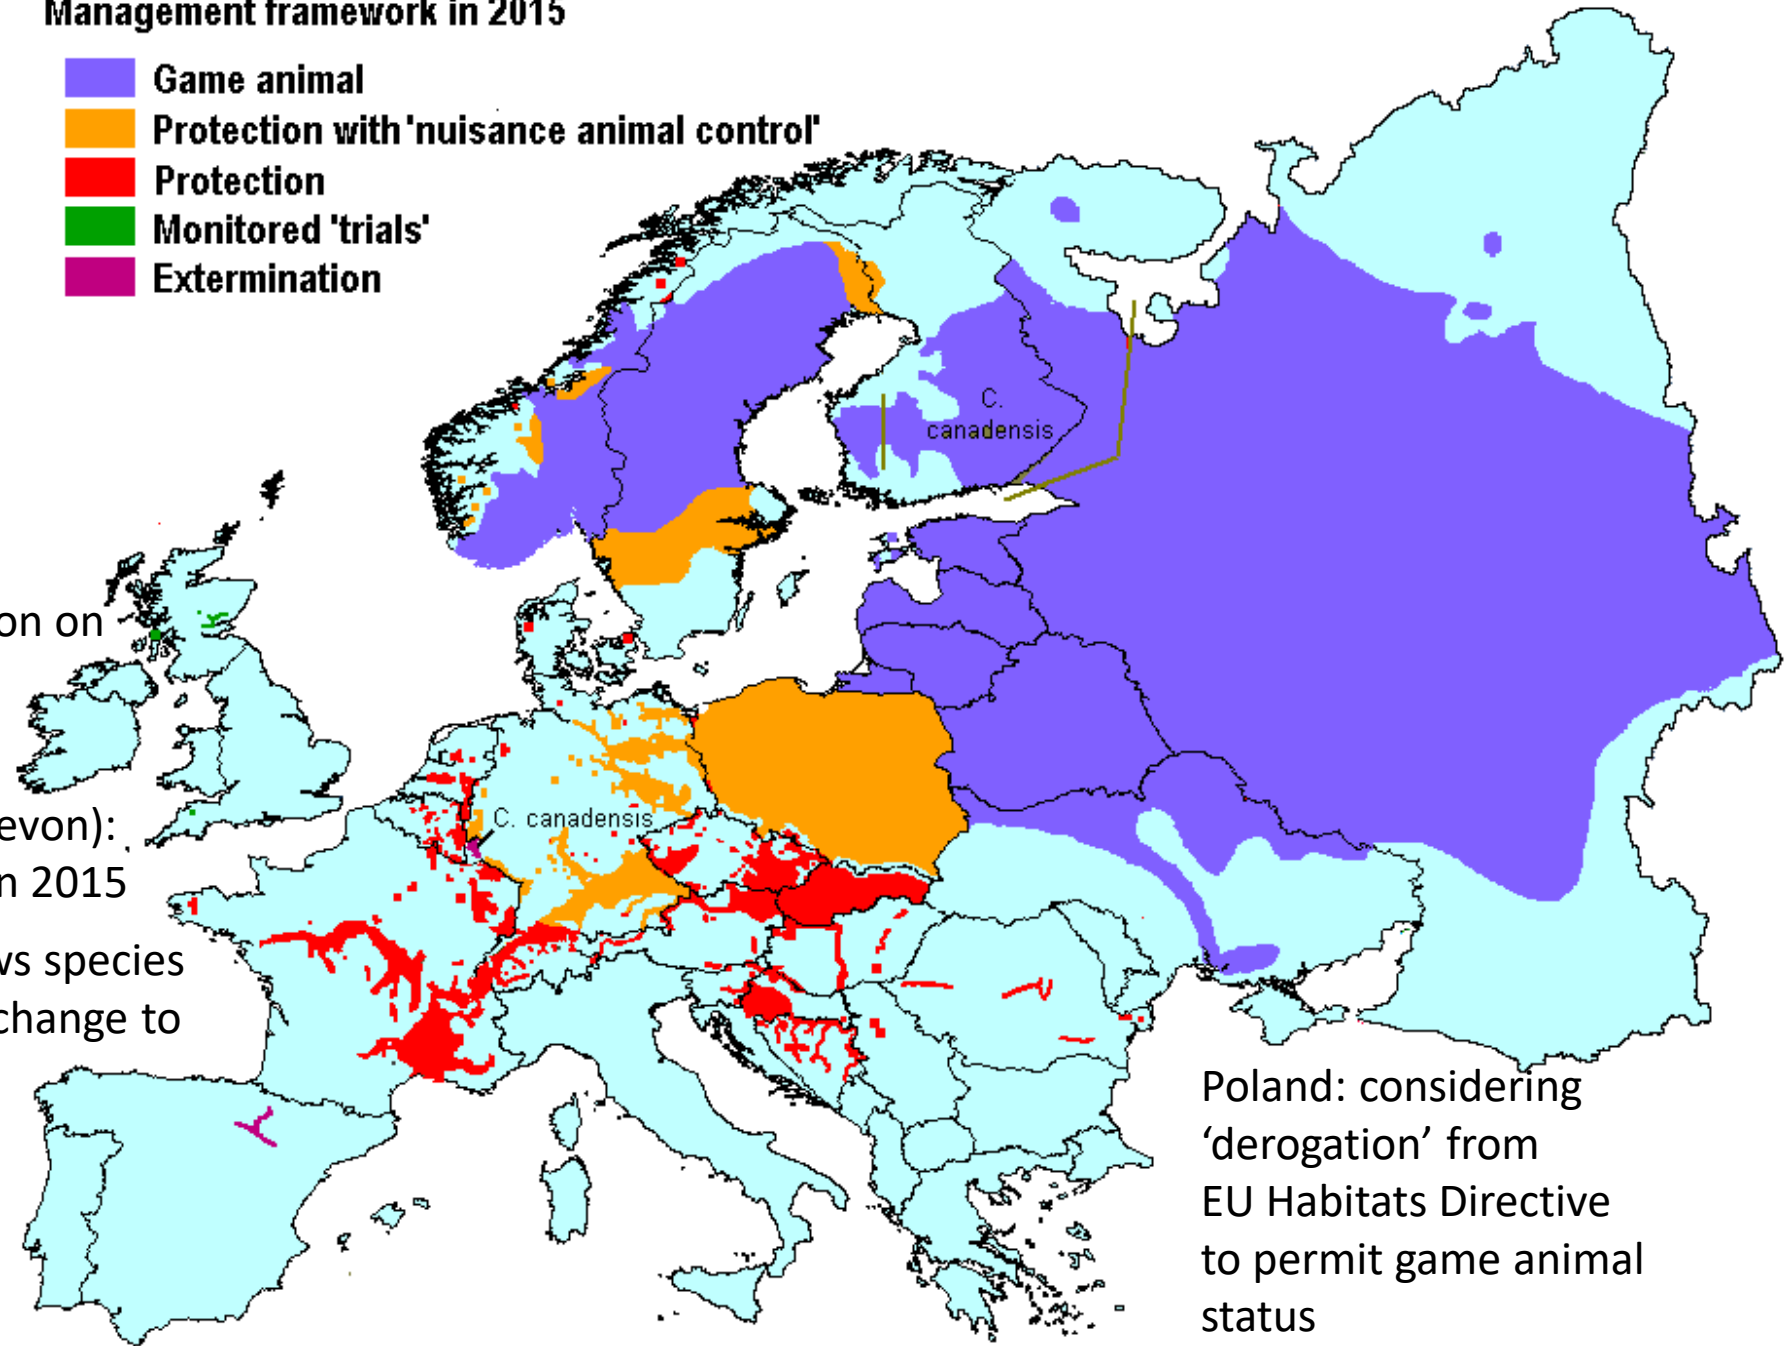 Management framework in 2015
Game animal
Protection with 'nuisance animal control'
Protection
Monitored 'trials'
Extermination
C.
canadensis
on on
C. canadensis
evon):
n 2015
ws species
change to
Poland: considering
‘derogation’ from
EU Habitats Directive
to permit game animal
status